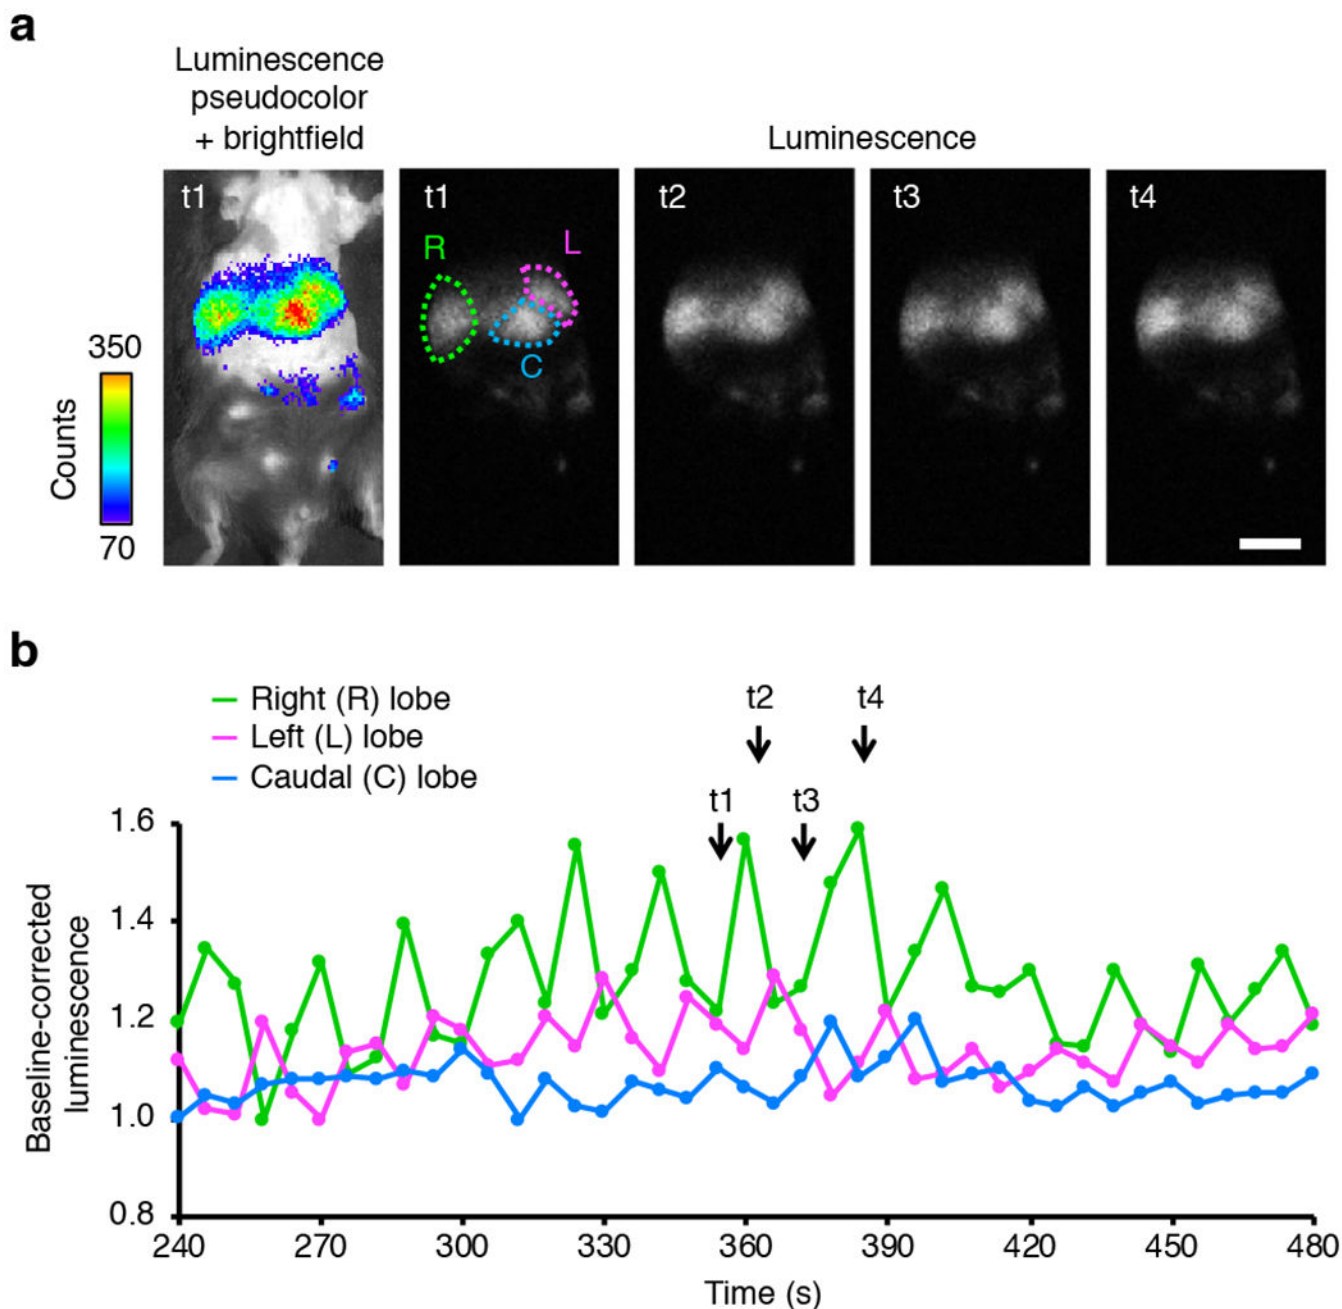 a
Luminescence
pseudocolor
+ brightfield
Luminescence
t1
t1
t2
t3
t4
R
L
C
350
Counts
70
b
Right (R) lobe
Left (L) lobe
Caudal (C) lobe
t2
t4
t1
t3
1.6
1.4
1.2
1.0
0.8
Baseline-corrected
luminescence
240
270
300
330
360
390
420
450
480
Time (s)